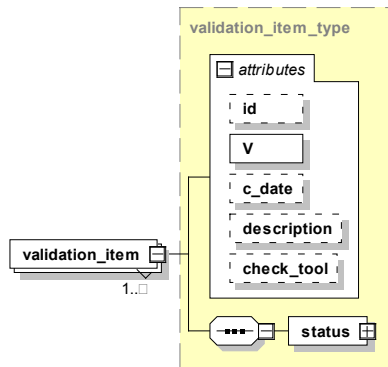 validation_item_type
attributes
id
V
c_date
description
check_tool
validation_item
1..□
status